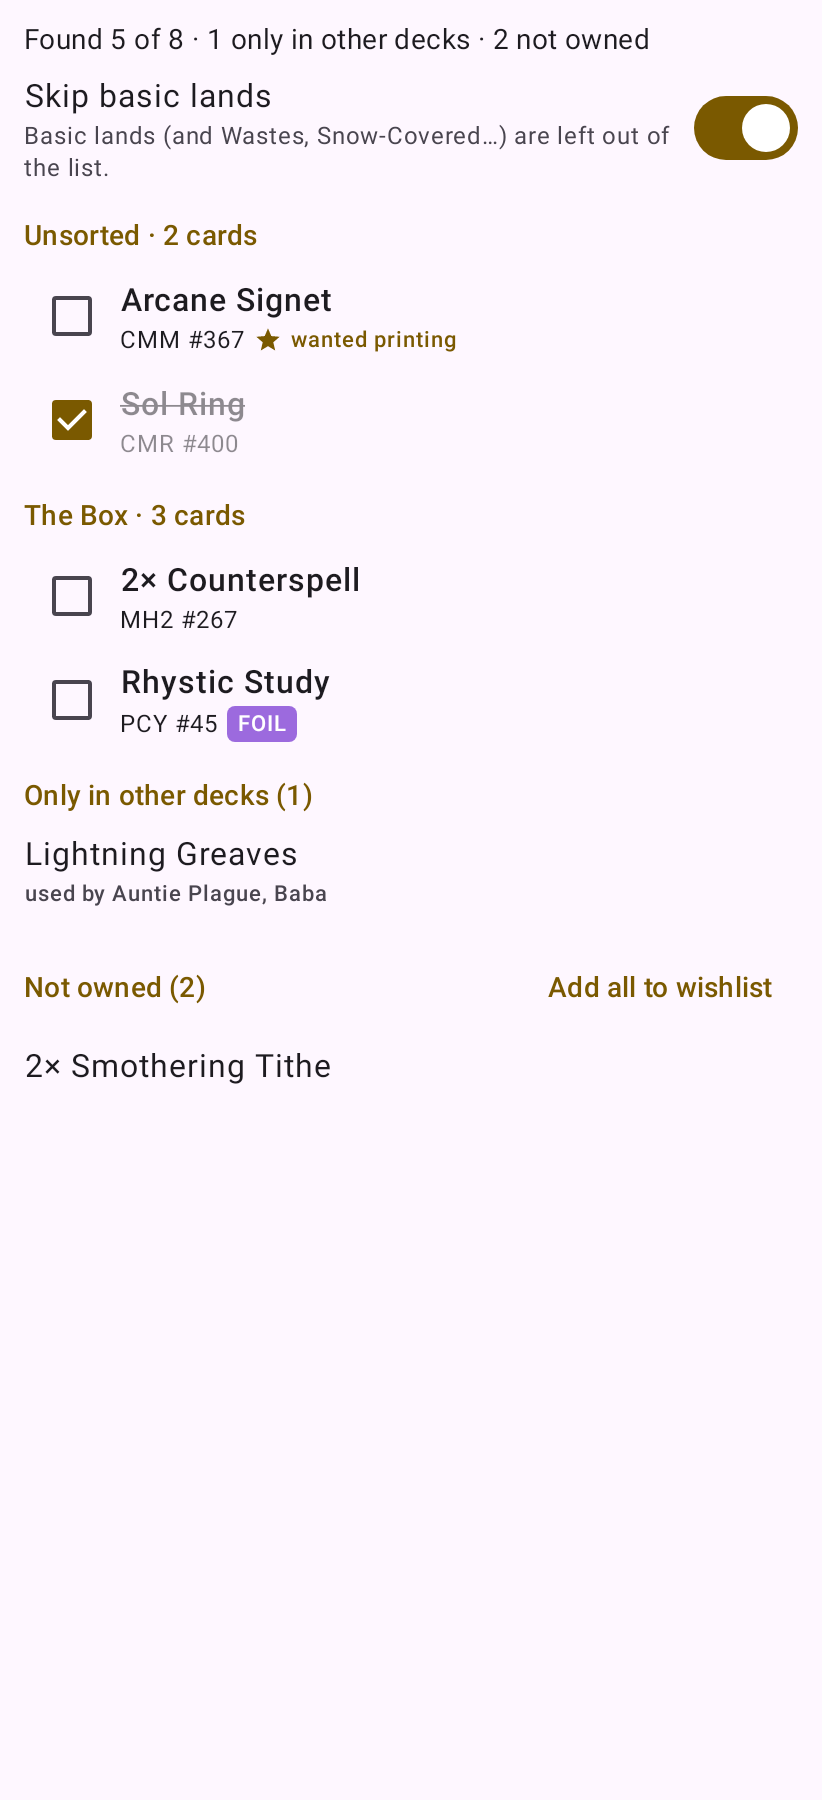 Found 5 of 8 · 1 only in other decks · 2 not owned
Skip basic lands
Basic lands (and Wastes, Snow-Covered…) are left out of
the list.
Unsorted · 2 cards
Arcane Signet
CMM #367 ★ wanted printing
Sol Ring
CMR #400
The Box · 3 cards
2× Counterspell
MH2 #267
Rhystic Study
PCY #45 FOIL
Only in other decks (1)
Lightning Greaves
used by Auntie Plague, Baba
Not owned (2)
Add all to wishlist
2× Smothering Tithe